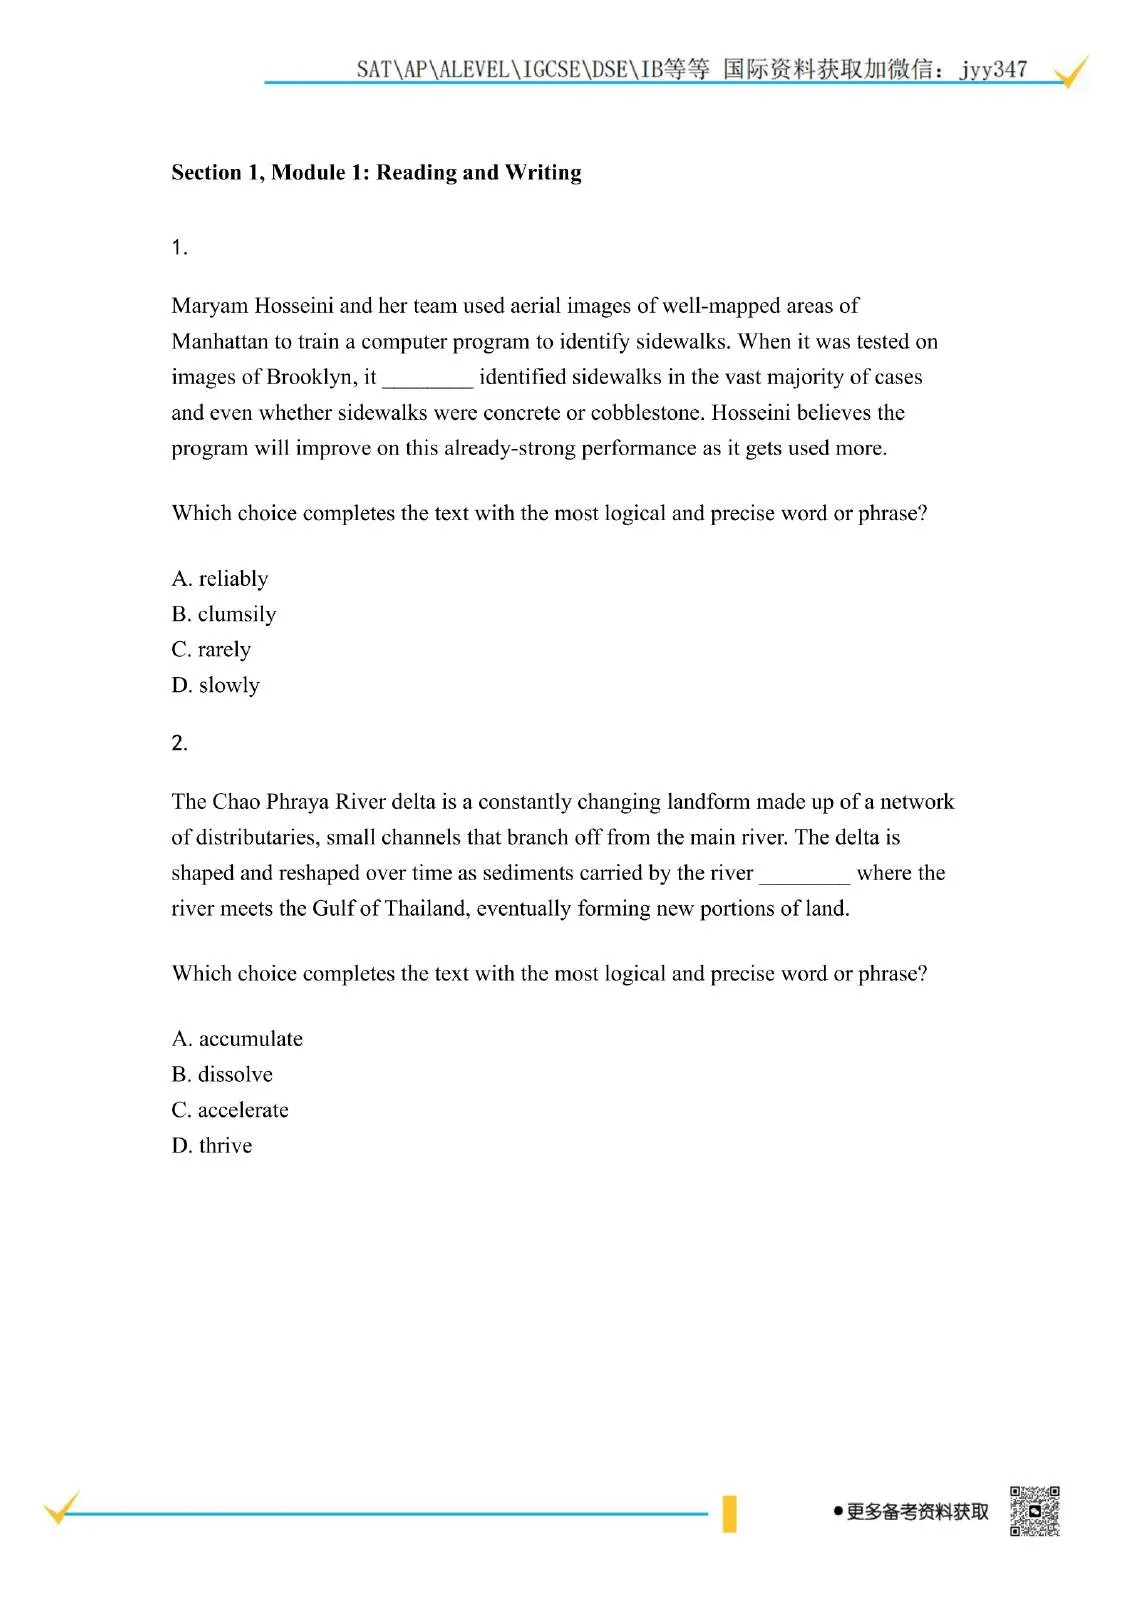 SAT\AP\ALEVEL\IGCSE\DSE\IB等等 国际资料获取加微信：jyy347
Section 1, Module 1: Reading and Writing
1.
Maryam Hosseini and her team used aerial images of well-mapped areas of
Manhattan to train a computer program to identify sidewalks. When it was tested on
images of Brooklyn, it ________ identified sidewalks in the vast majority of cases
and even whether sidewalks were concrete or cobblestone. Hosseini believes the
program will improve on this already-strong performance as it gets used more.
Which choice completes the text with the most logical and precise word or phrase?
A. reliably
B. clumsily
C. rarely
D. slowly
2.
The Chao Phraya River delta is a constantly changing landform made up of a network
of distributaries, small channels that branch off from the main river. The delta is
shaped and reshaped over time as sediments carried by the river ________ where the
river meets the Gulf of Thailand, eventually forming new portions of land.
Which choice completes the text with the most logical and precise word or phrase?
A. accumulate
B. dissolve
C. accelerate
D. thrive
●更多备考资料获取